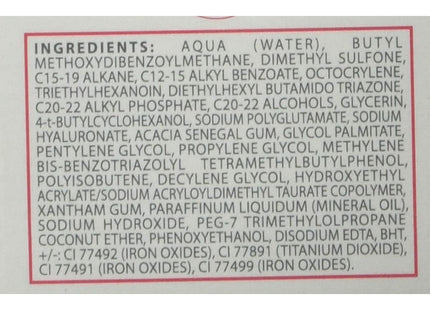 INGREDIENTS: AQUA (WATER), BUTYL
METHOXYDIBENZOYLMETHANE, DIMETHYL SULFONE,
C15-19 ALKANE, C12-15 ALKYL BENZOATE, OCTOCRYLENE,
TRIETHYLHEXANOIN, DIETHYLHEXYL BUTAMIDO TRIAZONE,
C20-22 ALKYL PHOSPHATE, C20-22 ALCOHOLS, GLYCERIN,
4-t-BUTYLCYCLOHEXANOL, SODIUM POLYGLUTAMATE, SODIUM
HYALURONATE, ACACIA SENEGAL GUM, GLYCOL PALMITATE,
PENTYLENE GLYCOL, PROPYLENE GLYCOL, METHYLENE
BIS-BENZOTRIAZOLYL TETRAMETHYLBUTYLPHENOL,
POLYISOBUTENE, DECYLENE GLYCOL, HYDROXYETHYL
ACRYLATE/SODIUM ACRYLOYLDIMETHYL TAURATE COPOLYMER,
XANTHAM GUM, PARAFFINUM LIQUIDUM (MINERAL OIL),
SODIUM HYDROXIDE, PEG-7 TRIMETHYLOLPROPANE
COCONUT ETHER, PHENOXYETHANOL, DISODIUM EDTA, BHT,
+/-: CI 77492 (IRON OXIDES), CI 77891 (TITANIUM DIOXIDE),
CI 77491 (IRON OXIDES), CI 77499 (IRON OXIDES).